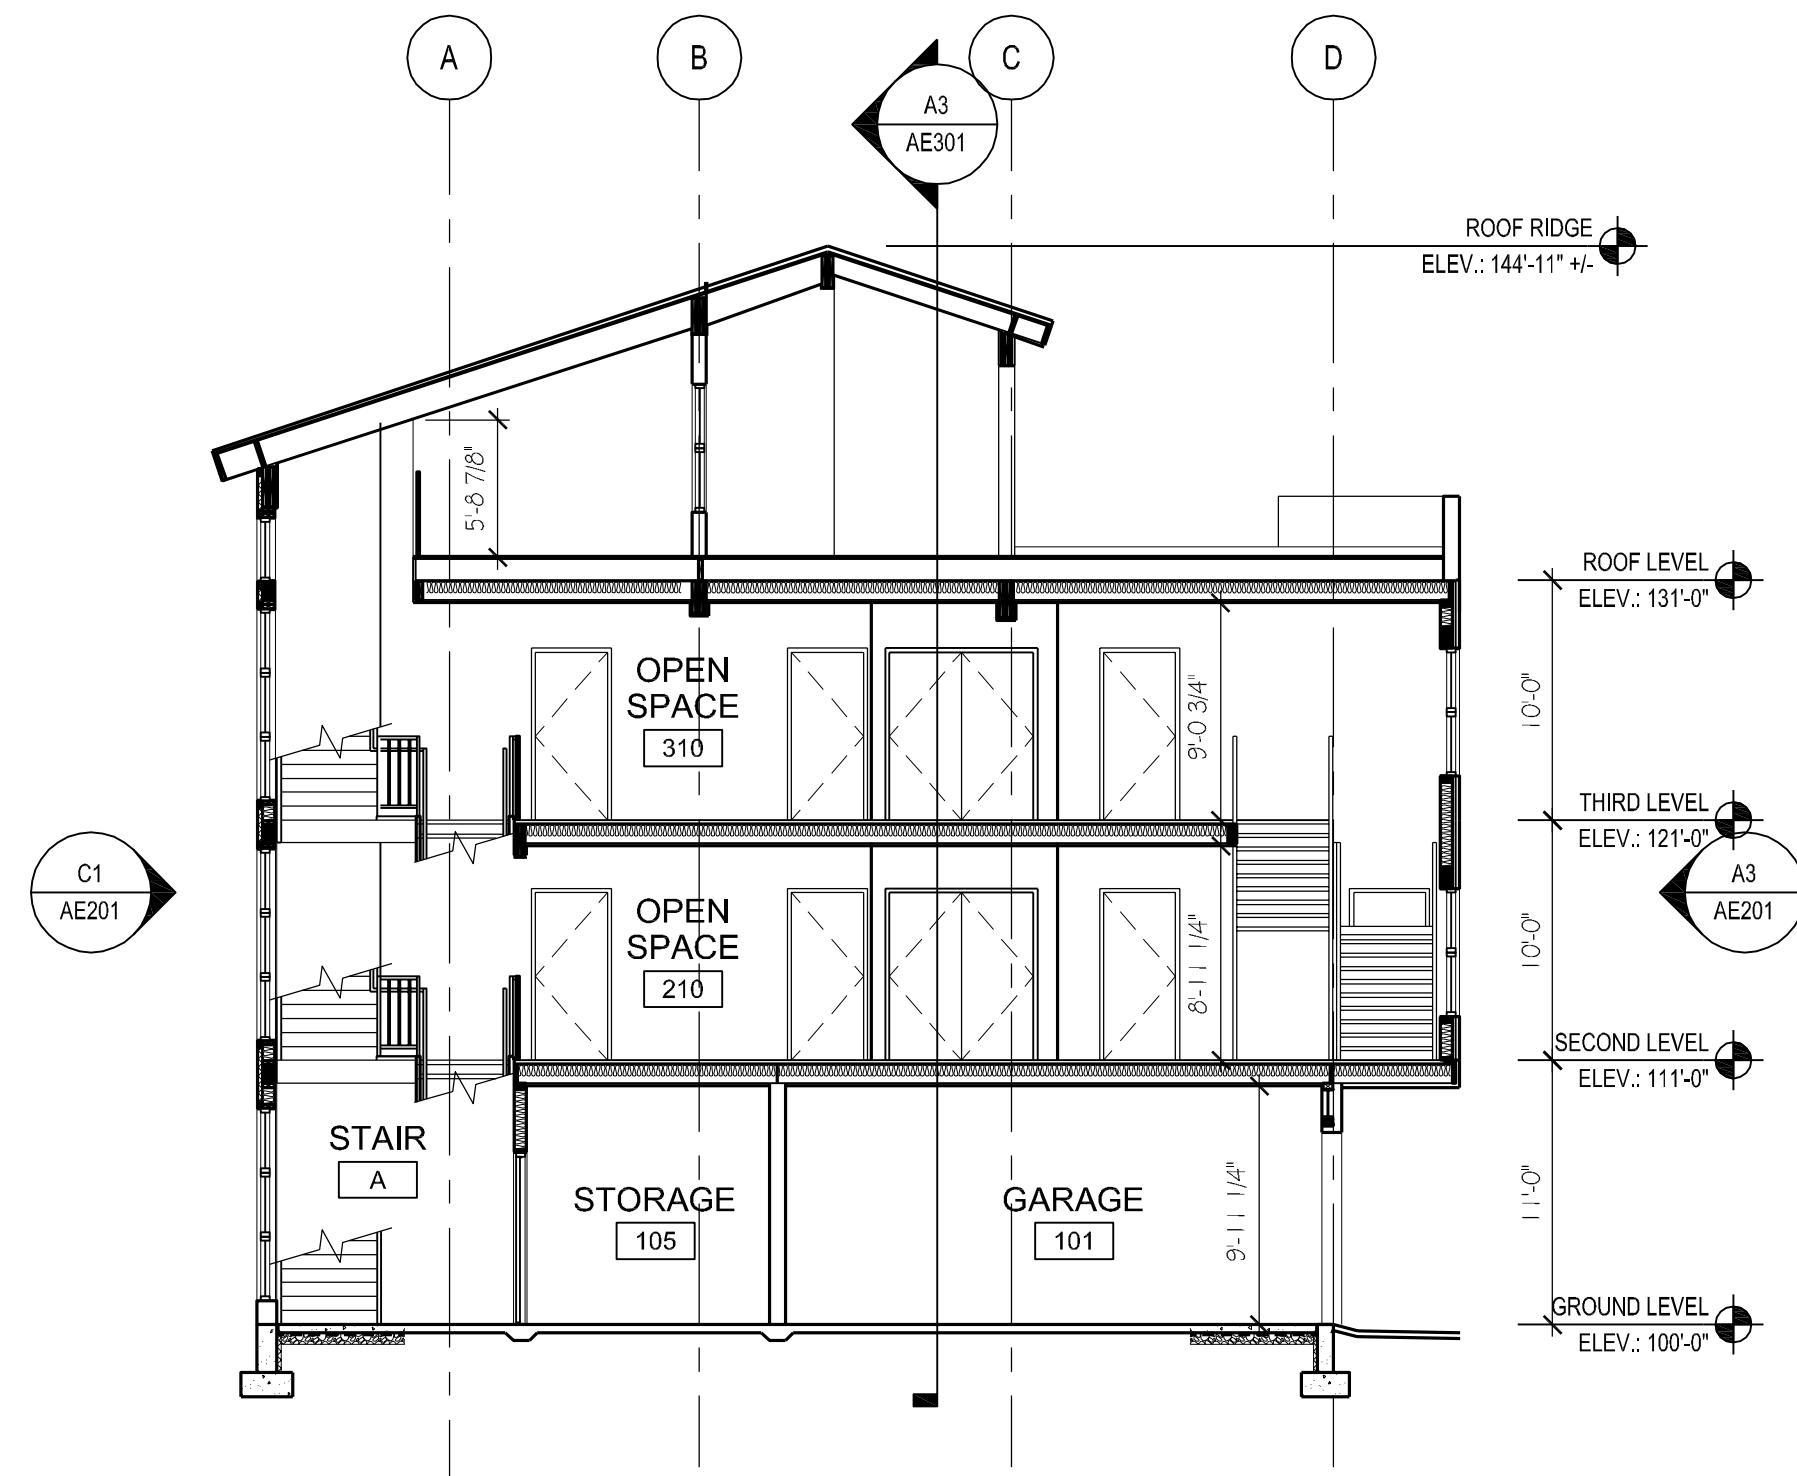 A
B
C
D
A3
AE301
ROOF RIDGE
ELEV.: 144'-11" +/-
5'-8 7/8"
ROOF LEVEL
ELEV.: 131'-0"
OPEN
SPACE
310
9'-0 3/4"
10'-0"
THIRD LEVEL
ELEV.: 121'-0"
C1
AE201
A3
AE201
OPEN
SPACE
210
8'-11 1/4"
10'-0"
SECOND LEVEL
ELEV.: 111'-0"
STAIR
A
STORAGE
105
GARAGE
101
9'-11 1/4"
11'-0"
GROUND LEVEL
ELEV.: 100'-0"